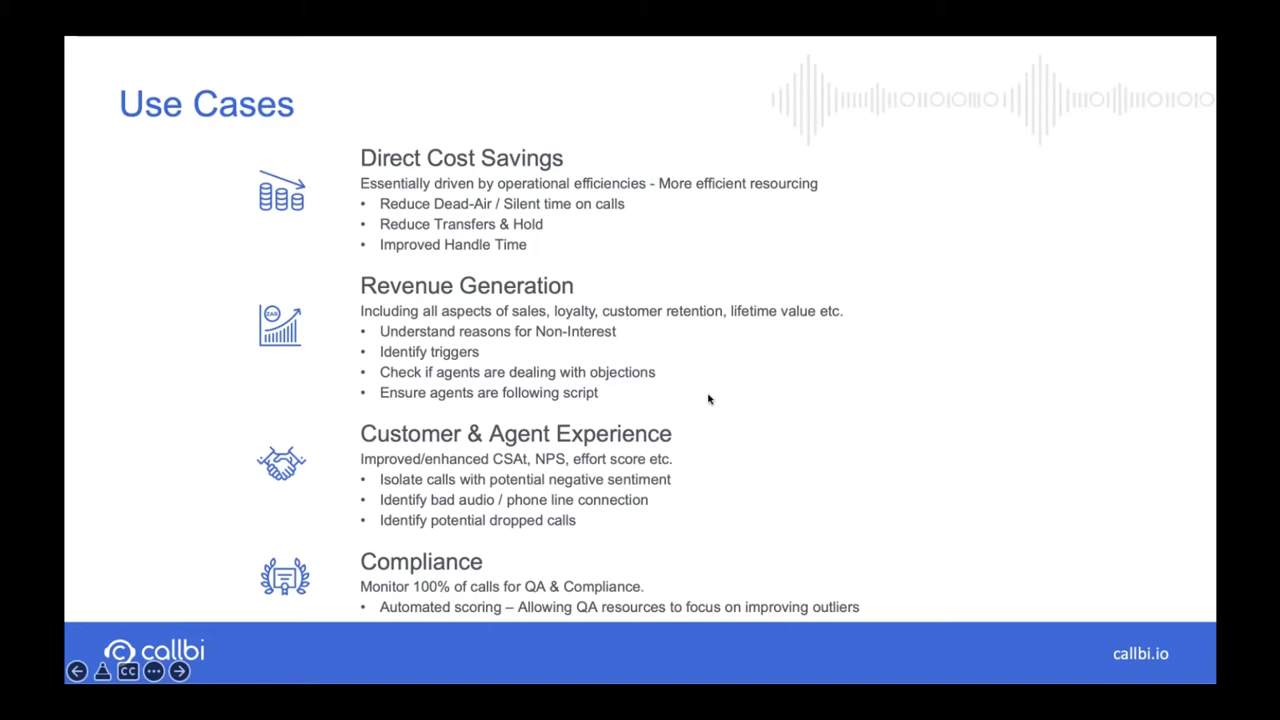 Use Cases
Direct Cost Savings
Essentially driven by operational efficiencies - More efficient resourcing
• Reduce Dead-Air / Silent time on calls
• Reduce Transfers & Hold
• Improved Handle Time
ZAR
Revenue Generation
Including all aspects of sales, loyalty, customer retention, lifetime value etc.
• Understand reasons for Non-Interest
• Identify triggers
• Check if agents are dealing with objections
• Ensure agents are following script
Customer & Agent Experience
Improved/enhanced CSAt, NPS, effort score etc.
• Isolate calls with potential negative sentiment
• Identify bad audio / phone line connection
• Identify potential dropped calls
Compliance
Monitor 100% of calls for QA & Compliance.
• Automated scoring – Allowing QA resources to focus on improving outliers
callbi
CC
callbi.io